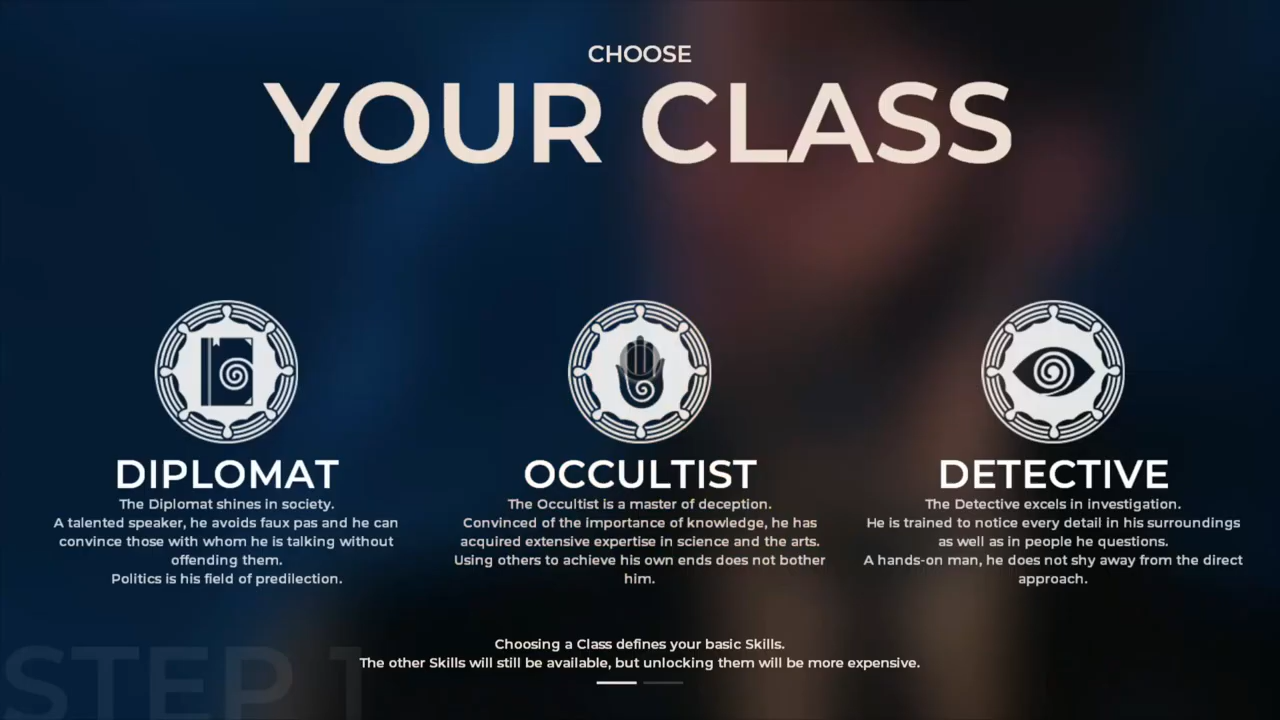 CHOOSE
YOUR CLASS
DIPLOMAT
The Diplomat shines in society.
A talented speaker, he avoids faux pas and he can
convince those with whom he is talking without
offending them.
Politics is his field of predilection.
OCCULTIST
The Occultist is a master of deception.
Convinced of the importance of knowledge, he has
acquired extensive expertise in science and the arts.
Using others to achieve his own ends does not bother
him.
DETECTIVE
The Detective excels in investigation.
He is trained to notice every detail in his surroundings
as well as in people he questions.
A hands-on man, he does not shy away from the direct
approach.
Choosing a Class defines your basic Skills.
The other Skills will still be available, but unlocking them will be more expensive.
STEP 1